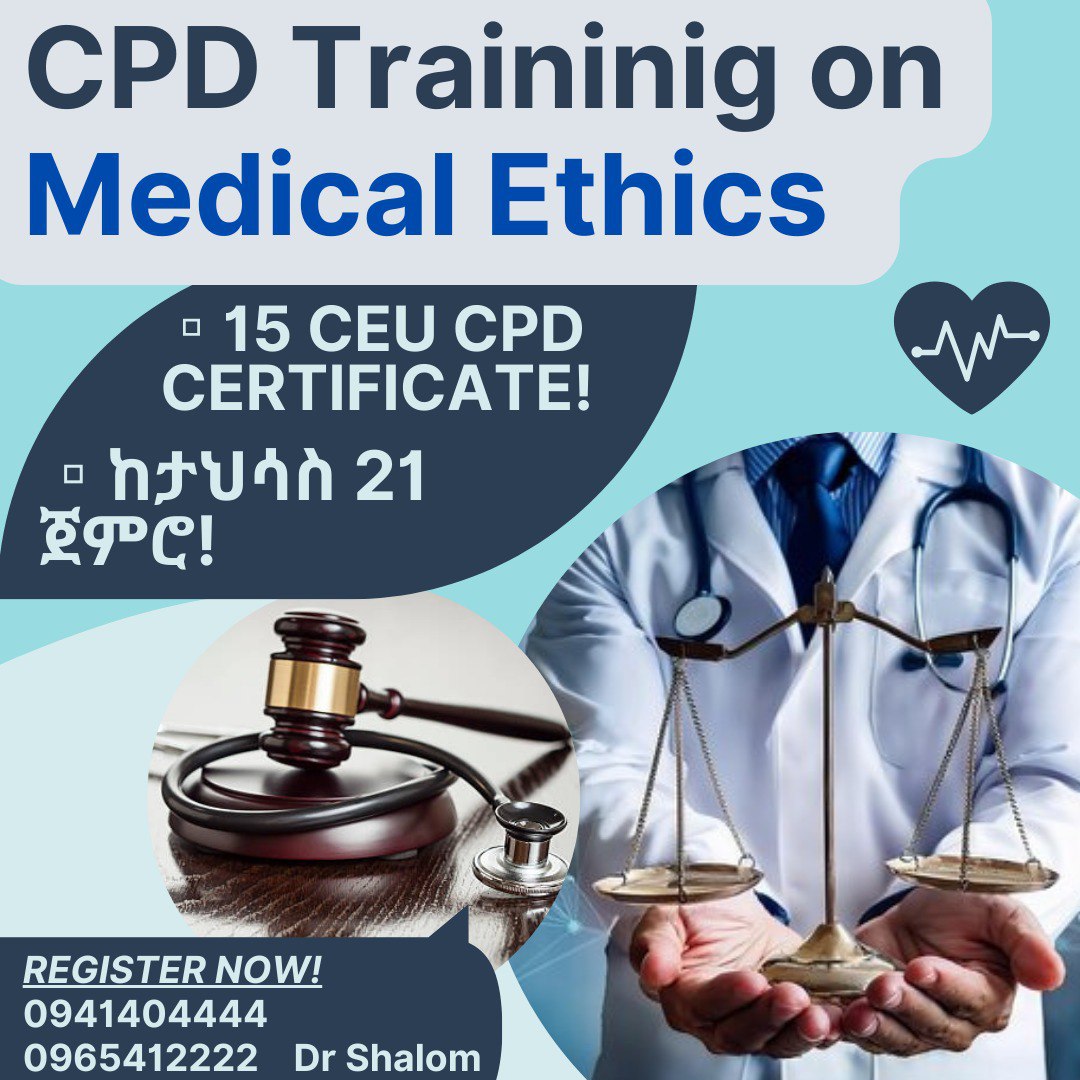 CPD Traininig on
Medical Ethics
▫ 15 CEU CPD
CERTIFICATE!
▫ ከታህሳስ 21
ጀምሮ!
REGISTER NOW!
0941404444
0965412222 Dr Shalom